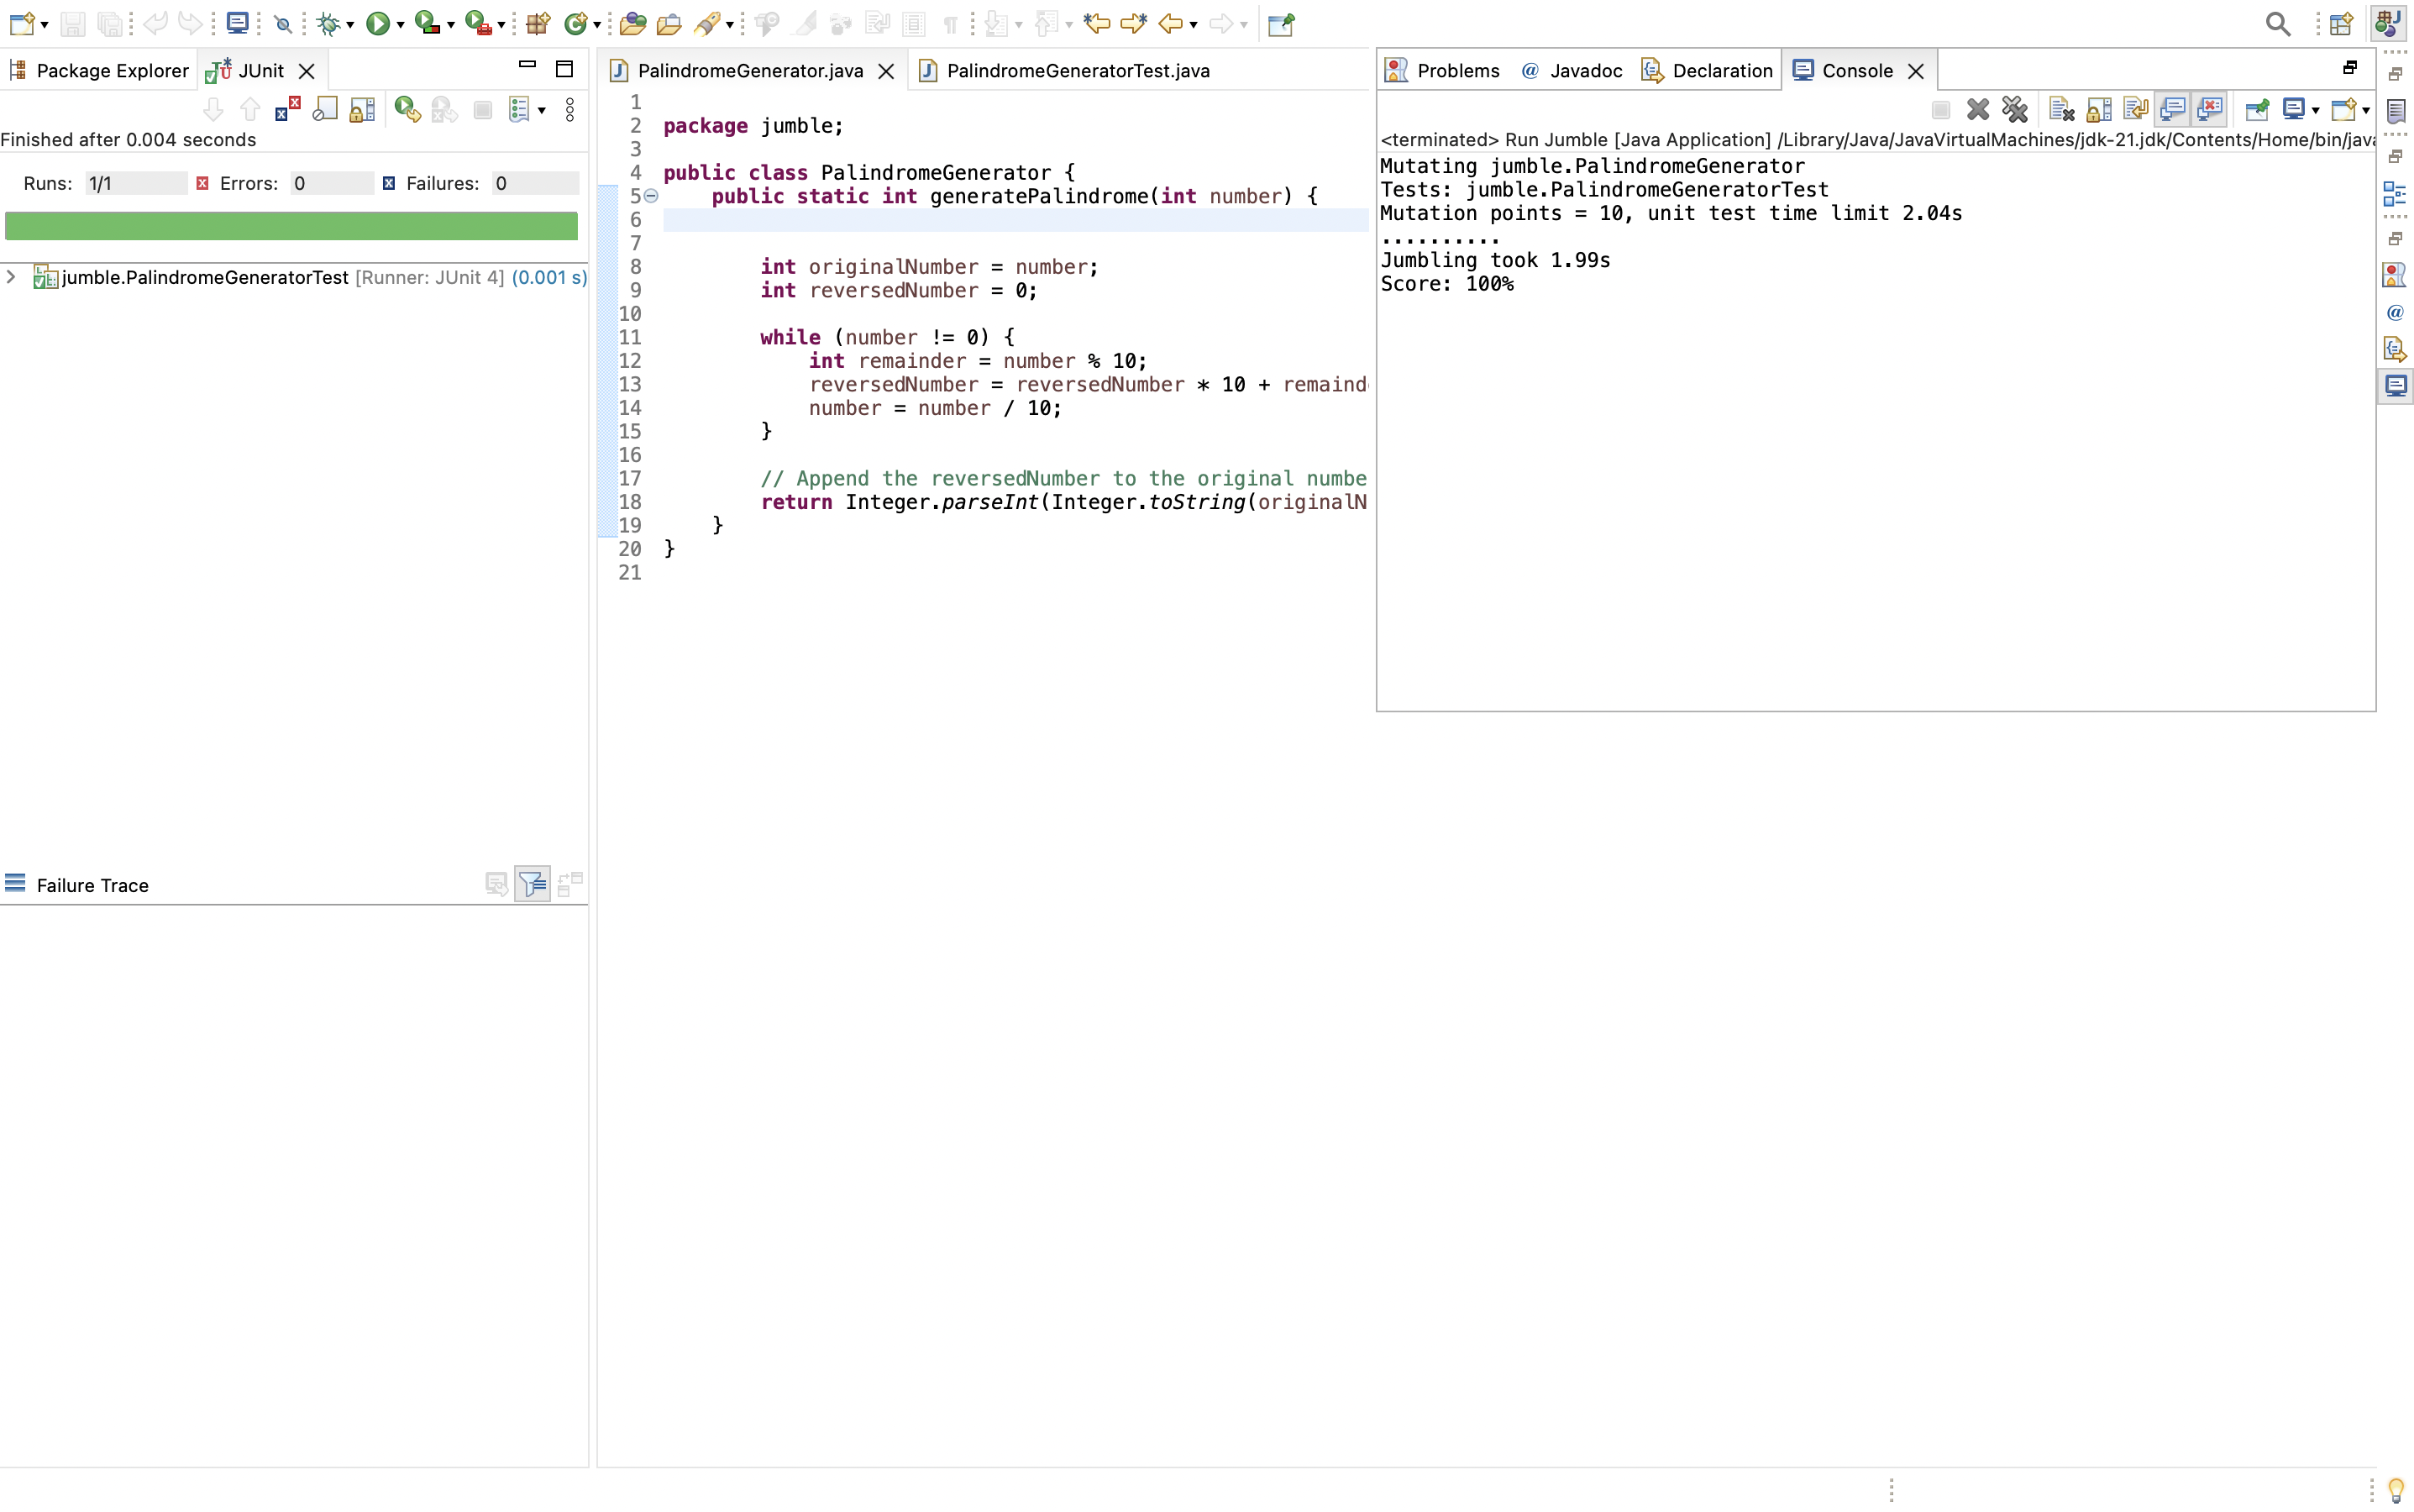 Package Explorer
JUnit
Finished after 0.004 seconds
Runs: 1/1
Errors: 0
Failures: 0
jumble.PalindromeGeneratorTest [Runner: JUnit 4] (0.001 s)
Failure Trace
PalindromeGenerator.java
PalindromeGeneratorTest.java
1
2 package jumble;
3
4 public class PalindromeGenerator {
5 public static int generatePalindrome(int number) {
6
7
8 int originalNumber = number;
9 int reversedNumber = 0;
10
11 while (number != 0) {
12 int remainder = number % 10;
13 reversedNumber = reversedNumber * 10 + remaind
14 number = number / 10;
15 }
16
17 // Append the reversedNumber to the original numbe
18 return Integer.parseInt(Integer.toString(originalN
19 }
20 }
21
Problems
@ Javadoc
Declaration
Console
<terminated> Run Jumble [Java Application] /Library/Java/JavaVirtualMachines/jdk-21.jdk/Contents/Home/bin/java
Mutating jumble.PalindromeGenerator
Tests: jumble.PalindromeGeneratorTest
Mutation points = 10, unit test time limit 2.04s
..........
Jumbling took 1.99s
Score: 100%